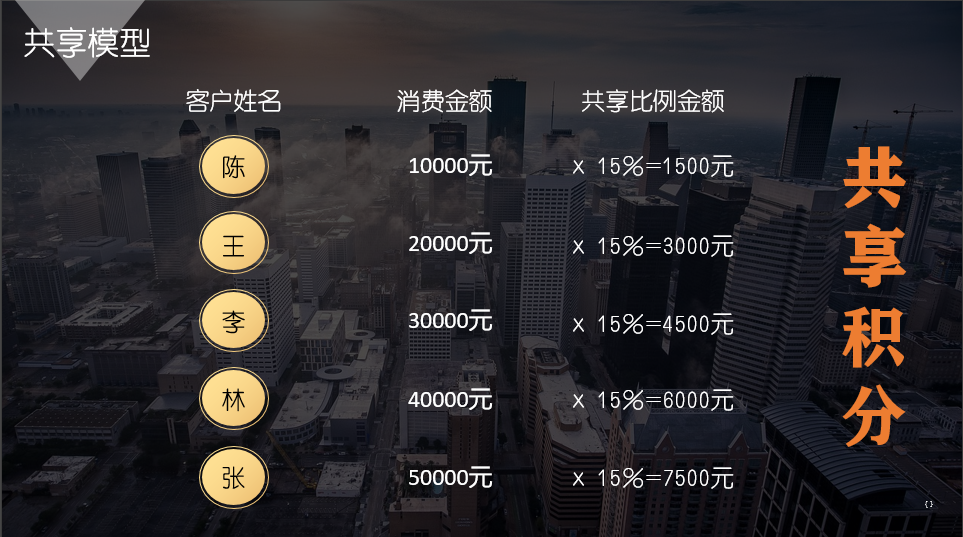 共享模型
客户姓名 消费金额 共享比例金额
陈 10000元 x 15%=1500元
王 20000元 x 15%=3000元
李 30000元 x 15%=4500元
林 40000元 x 15%=6000元
张 50000元 x 15%=7500元
共享积分
{}